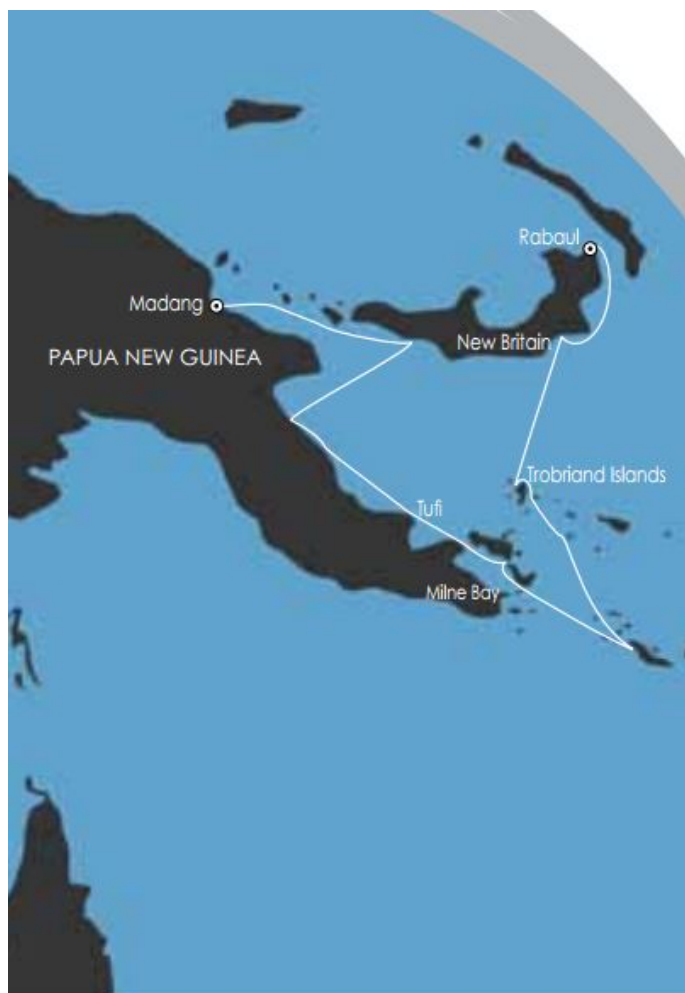 Rabaul
Madang
New Britain
PAPUA NEW GUINEA
Trobriand Islands
Tufi
Milne Bay